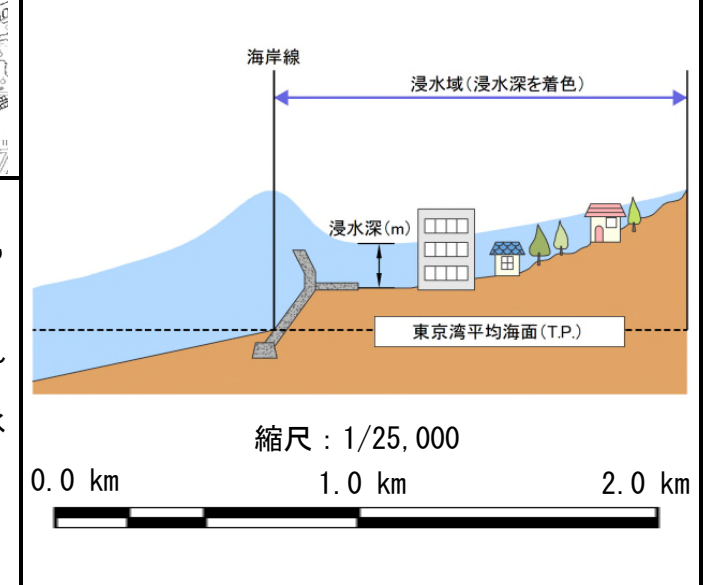 海岸線
浸水域(浸水深を着色)
浸水深(m)
東京湾平均海面(T.P.)
縮尺：1/25,000
0.0 km 1.0 km 2.0 km